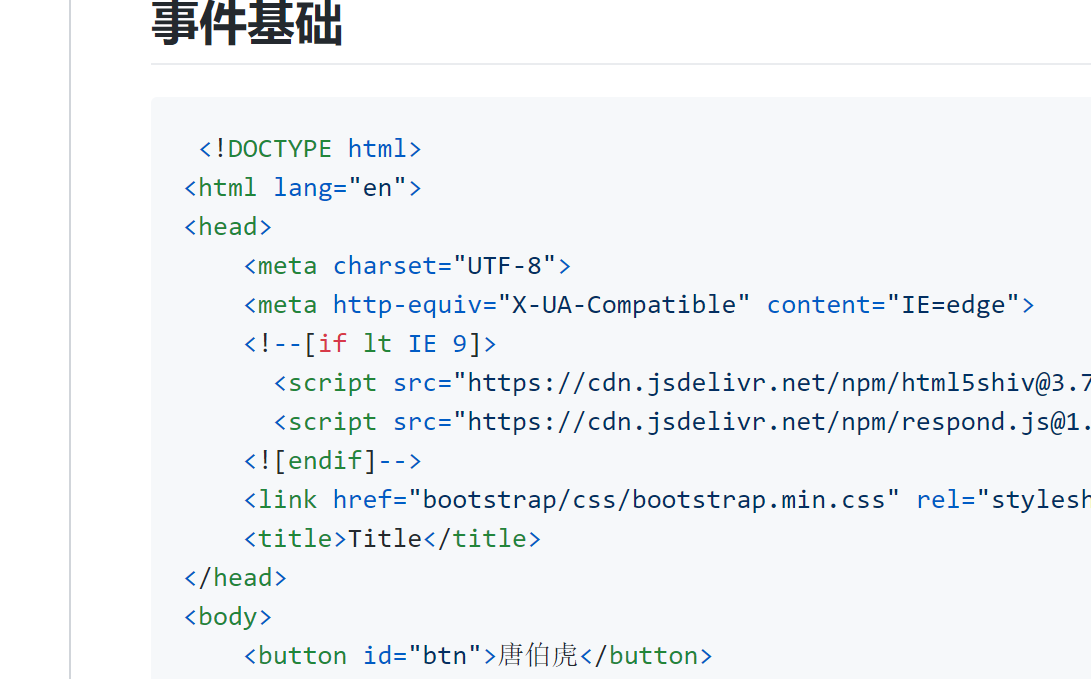 事件基础
<!DOCTYPE html>
<html lang="en">
<head>
<meta charset="UTF-8">
<meta http-equiv="X-UA-Compatible" content="IE=edge">
<!--[if lt IE 9]>
<script src="https://cdn.jsdelivr.net/npm/html5shiv@3.7
<script src="https://cdn.jsdelivr.net/npm/respond.js@1.
<![endif]-->
<link href="bootstrap/css/bootstrap.min.css" rel="stylesh
<title>Title</title>
</head>
<body>
<button id="btn">唐伯虎</button>